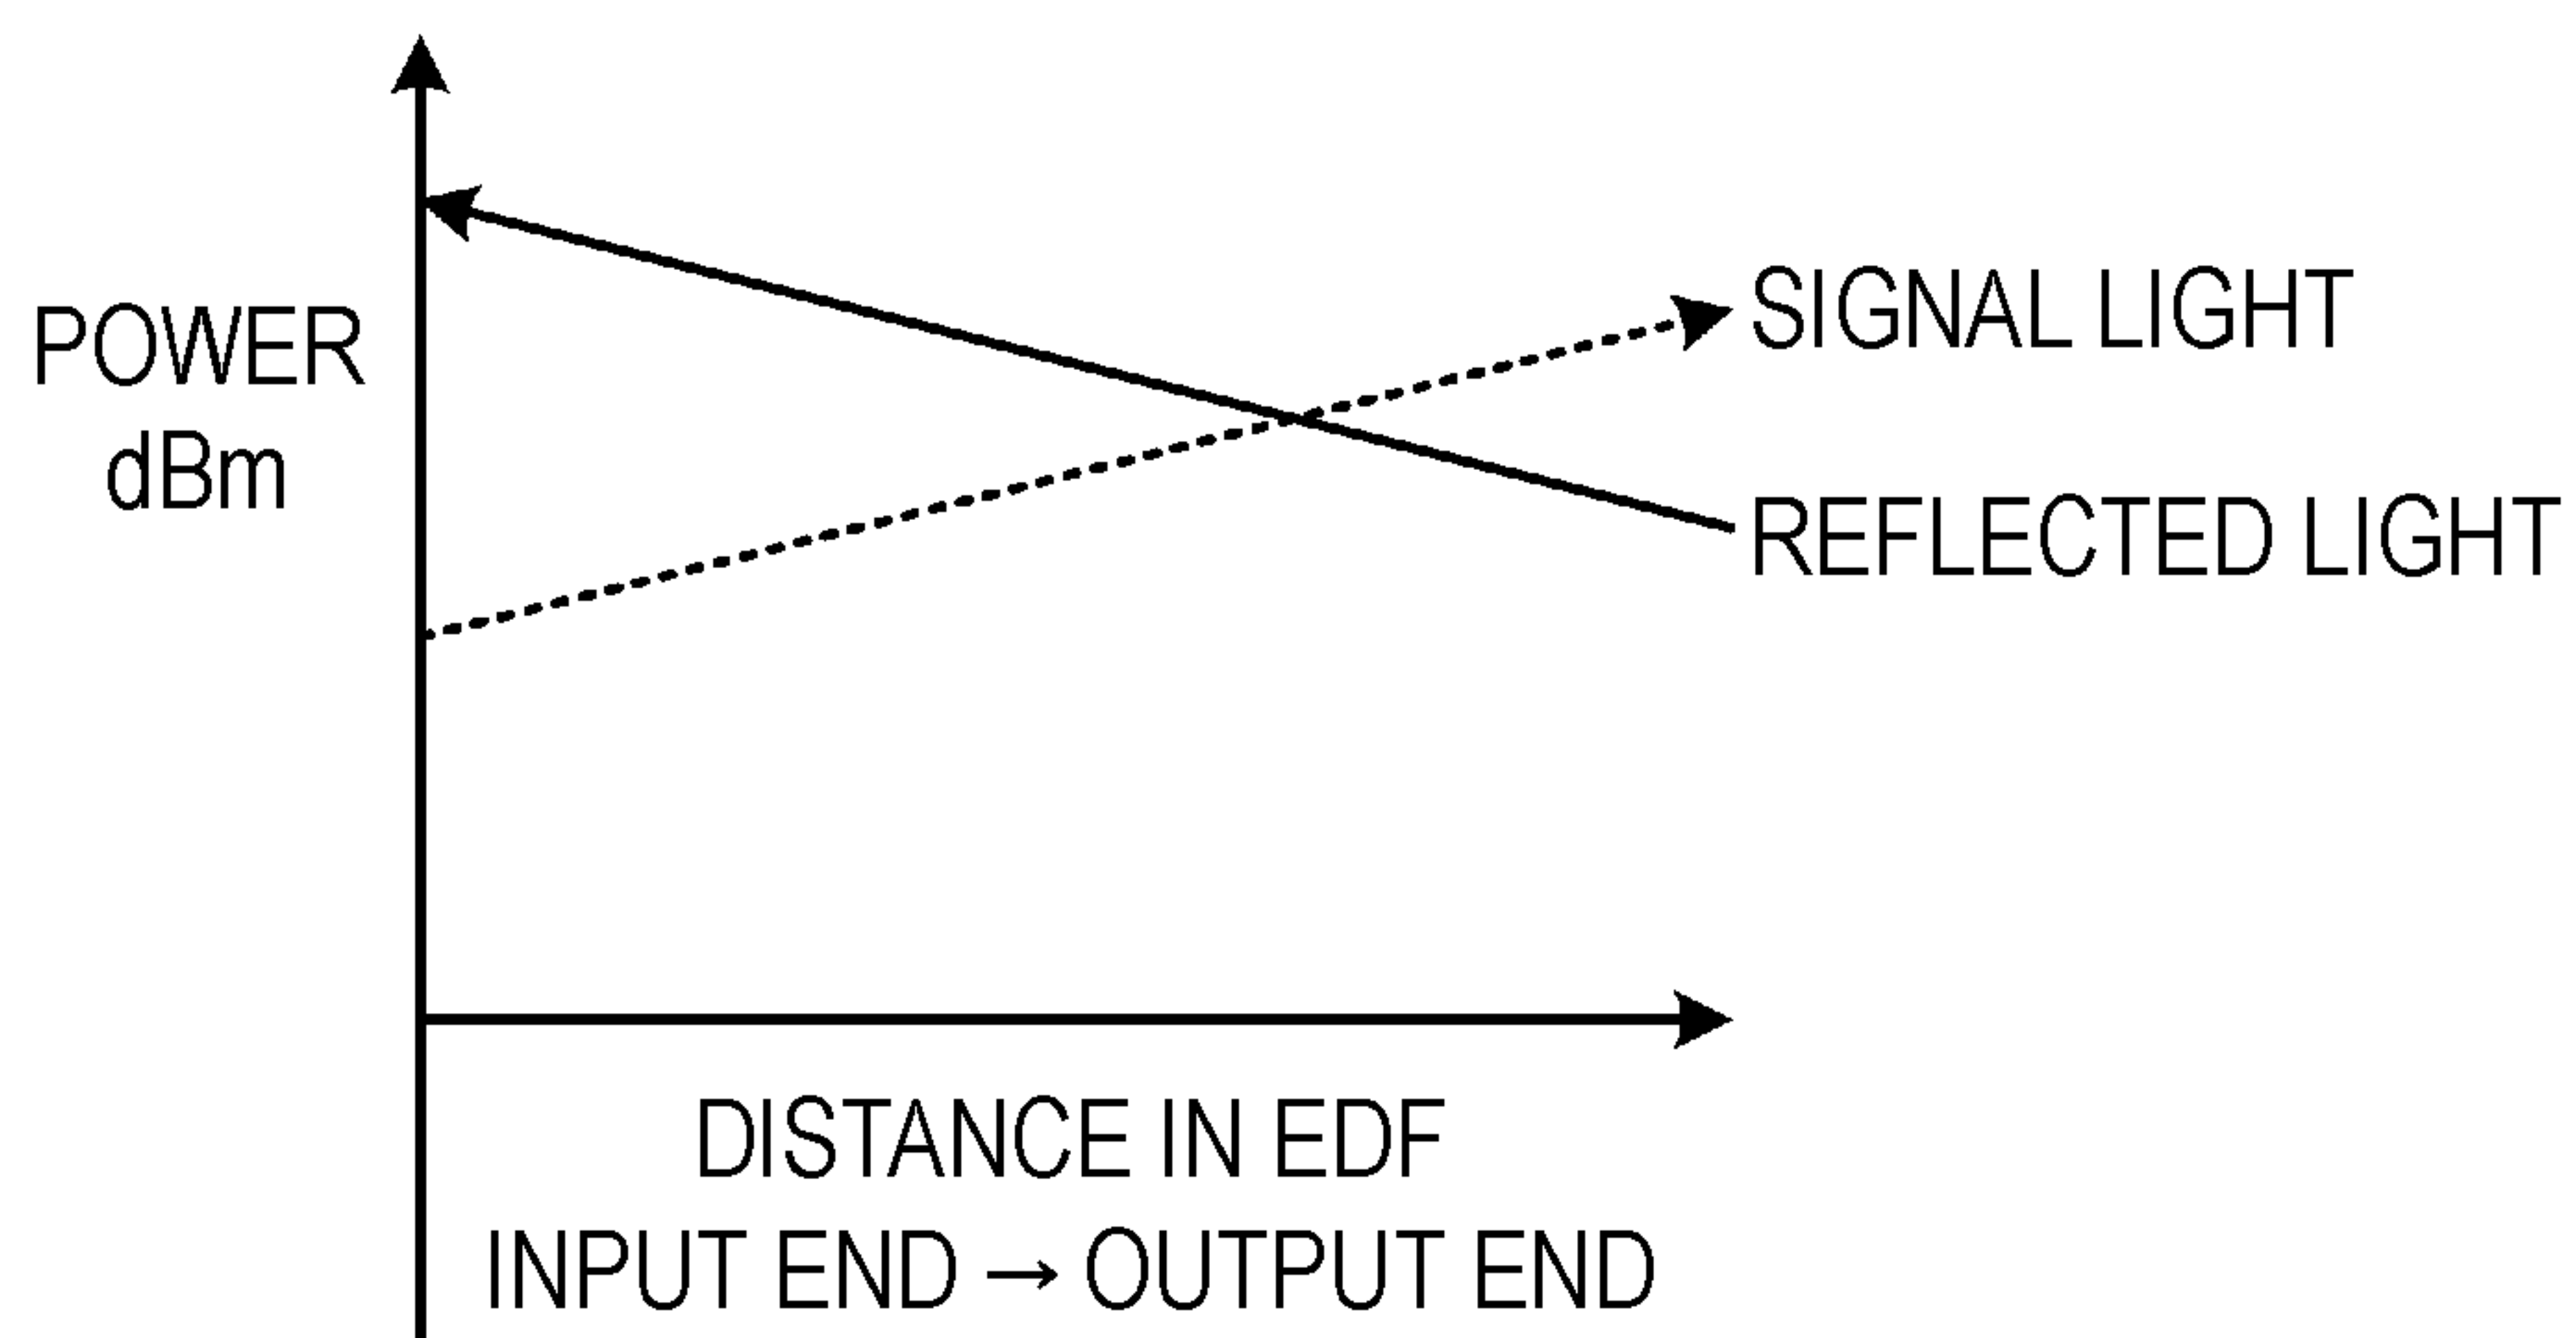 POWER
dBm
SIGNAL LIGHT
REFLECTED LIGHT
DISTANCE IN EDF
INPUT END → OUTPUT END